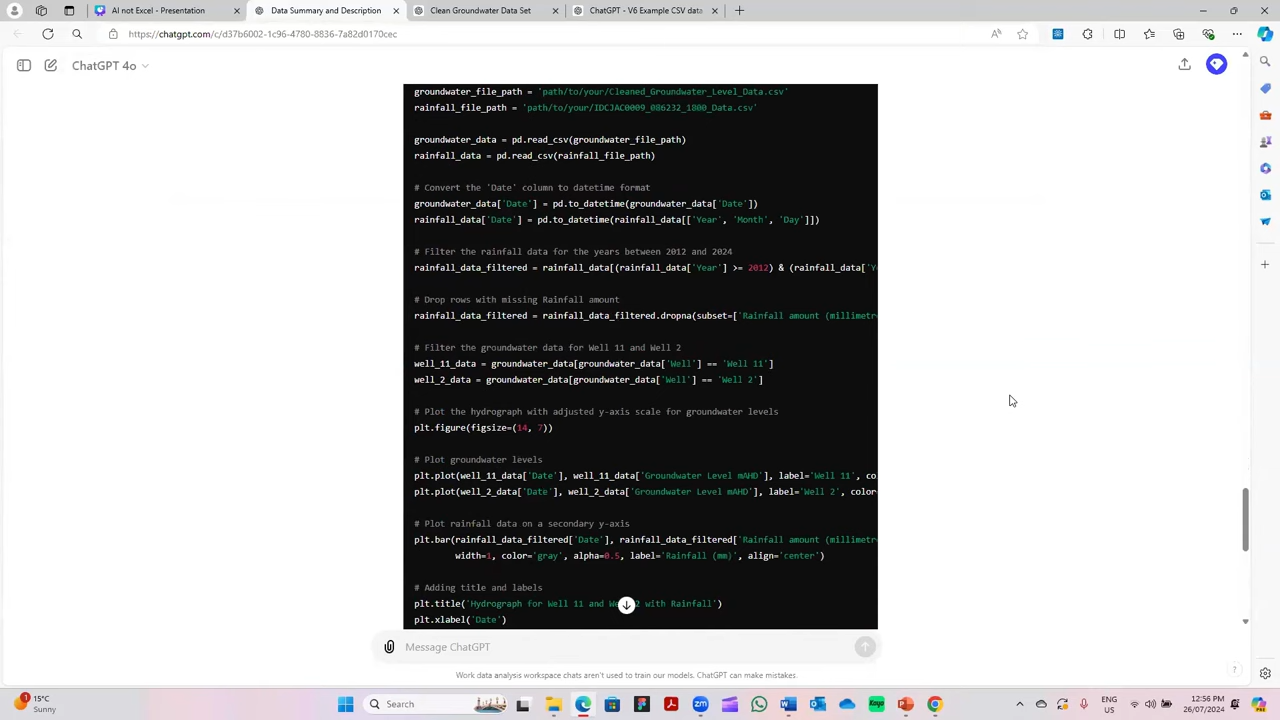 AI not Excel - Presentation
Data Summary and Description
Clean Groundwater Data
ChatGPT - V6 Example CSV data
https://chatgpt.com/c/d37b6002-1c96-4780-8836-7a82d0170cec
ChatGPT 4o
groundwater_file_path = 'path/to/your/Cleaned_Groundwater_Level_Data.csv'
rainfall_file_path = 'path/to/your/IDCJAC0009_086232_1800_Data.csv'
groundwater_data = pd.read_csv(groundwater_file_path)
rainfall_data = pd.read_csv(rainfall_file_path)
# Convert the 'Date' column to datetime format
groundwater_data['Date'] = pd.to_datetime(groundwater_data['Date'])
rainfall_data['Date'] = pd.to_datetime(rainfall_data[['Year', 'Month', 'Day']])
# Filter the rainfall data for the years between 2012 and 2024
rainfall_data_filtered = rainfall_data[(rainfall_data['Year'] >= 2012) & (rainfall_data['Y
# Drop rows with missing Rainfall amount
rainfall_data_filtered = rainfall_data_filtered.dropna(subset=['Rainfall amount (millimetr
# Filter the groundwater data for Well 11 and Well 2
well_11_data = groundwater_data[groundwater_data['Well'] == 'Well 11']
well_2_data = groundwater_data[groundwater_data['Well'] == 'Well 2']
# Plot the hydrograph with adjusted y-axis scale for groundwater levels
plt.figure(figsize=(14, 7))
# Plot groundwater levels
plt.plot(well_11_data['Date'], well_11_data['Groundwater Level mAHD'], label='Well 11', co
plt.plot(well_2_data['Date'], well_2_data['Groundwater Level mAHD'], label='Well 2', color
# Plot rainfall data on a secondary y-axis
plt.bar(rainfall_data_filtered['Date'], rainfall_data_filtered['Rainfall amount (millimetr
width=1, color='gray', alpha=0.5, label='Rainfall (mm)', align='center')
# Adding title and labels
plt.title('Hydrograph for Well 11 and We 2 with Rainfall')
plt.xlabel('Date')
Message ChatGPT
Work data analysis workspace chats aren't used to train our models. ChatGPT can make mistakes.
?
1
15°C
Sunny
Search
ENG
US
12:56 PM
26/07/2024